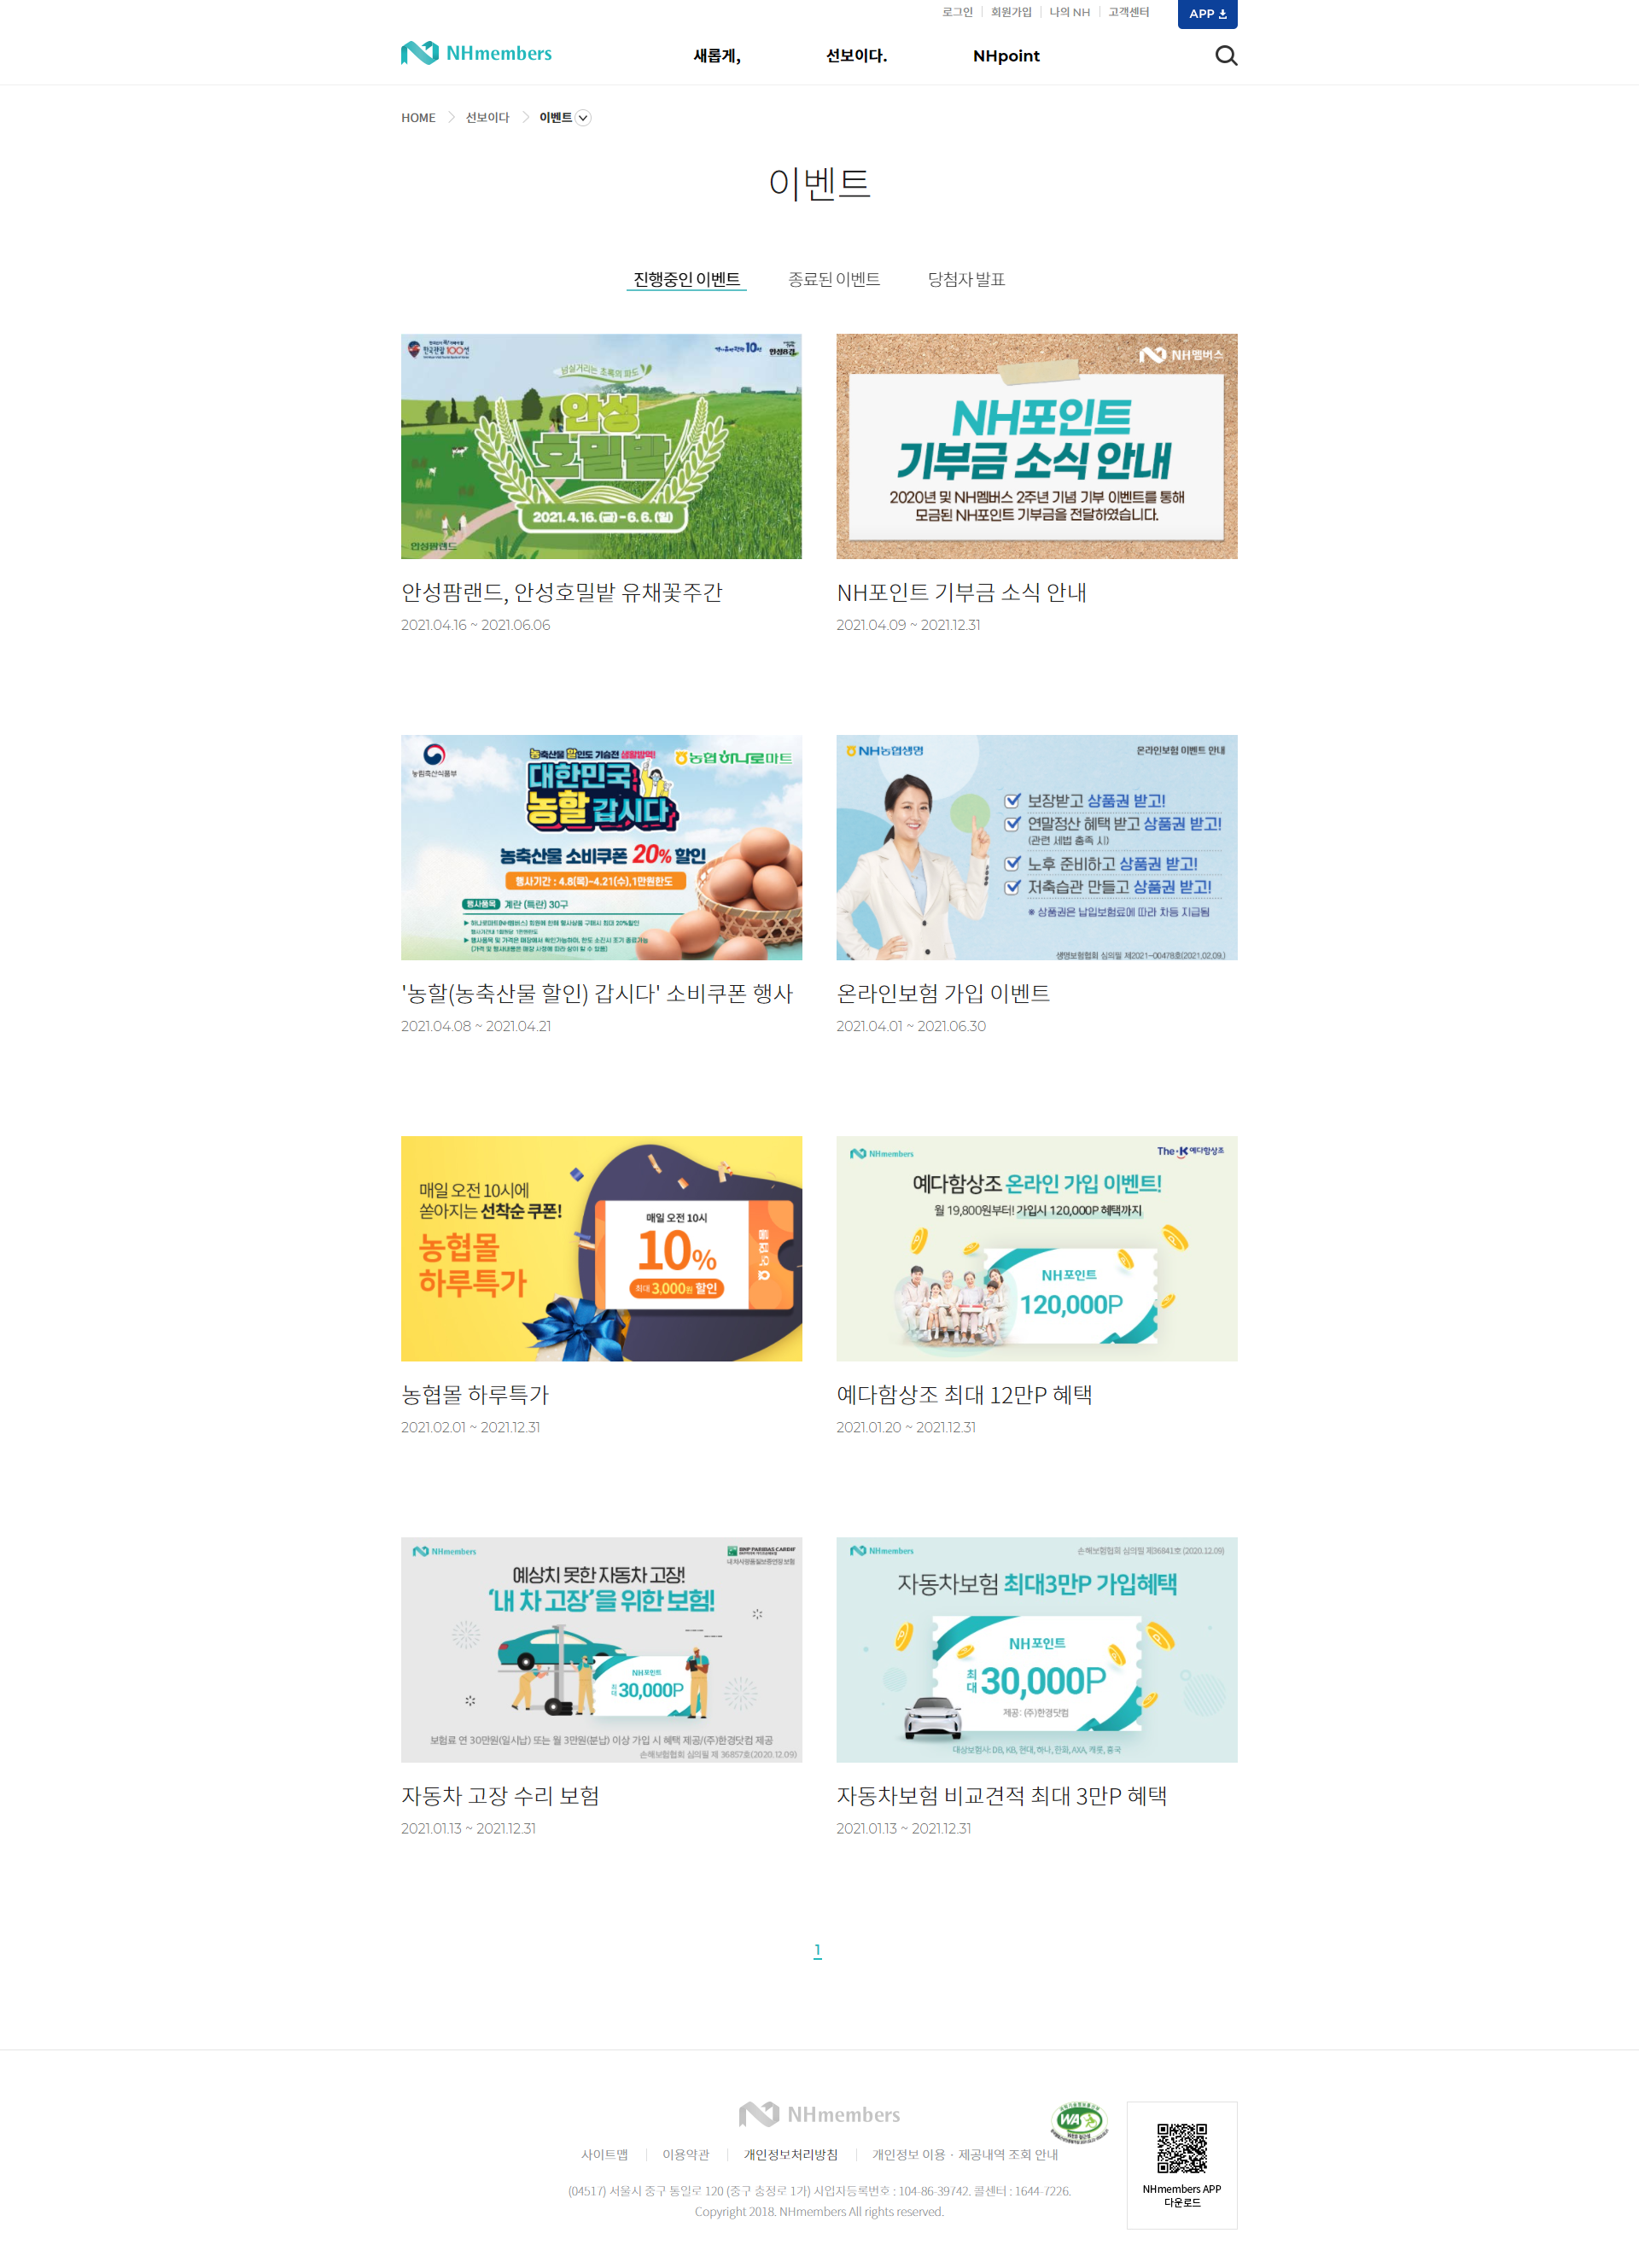 로그인
회원가입
나의 NH
고객센터
APP
NHmembers
새롭게,
선보이다.
NHpoint
HOME
선보이다
이벤트
이벤트
진행중인 이벤트
종료된 이벤트
당첨자 발표
넘실거리는 초록의 파도
안성
호밀밭
2021. 4. 16. (금) - 6. 6. (일)
안성팜랜드
안성팜랜드, 안성호밀밭 유채꽃주간
2021.04.16 ~ 2021.06.06
NH멤버스
NH포인트
기부금 소식 안내
2020년 및 NH멤버스 2주년 기념 기부 이벤트를 통해
모금된 NH포인트 기부금을 전달하였습니다.
NH포인트 기부금 소식 안내
2021.04.09 ~ 2021.12.31
농림축산식품부
농협 하나로마트
대한민국
농할 갑시다
농축산물 소비쿠폰 20% 할인
행사기간 : 4.8(목)-4.21(수), 1만원한도
행사품목 계란 (특란) 30구
'농할(농축산물 할인) 갑시다' 소비쿠폰 행사
2021.04.08 ~ 2021.04.21
NH농협생명
온라인보험 이벤트 안내
보장받고 상품권 받고!
연말정산 혜택 받고 상품권 받고!
(관련 세법 충족 시)
노후 준비하고 상품권 받고!
저축습관 만들고 상품권 받고!
※ 상품권은 납입보험료에 따라 차등 지급됨
생명보험협회 심의필 제2021-00478호(2021.02.09.)
온라인보험 가입 이벤트
2021.04.01 ~ 2021.06.30
매일 오전 10시에
쏟아지는 선착순 쿠폰!
농협몰
하루특가
매일 오전 10시
10%
최대 3,000원 할인
농협몰 하루특가
2021.02.01 ~ 2021.12.31
NHmembers
The-K 예다함상조
예다함상조 온라인 가입 이벤트!
월 19,800원부터! 가입시 120,000P 혜택까지
NH포인트
120,000P
예다함상조 최대 12만P 혜택
2021.01.20 ~ 2021.12.31
NHmembers
BNP PARIBAS CARDIF
예상치 못한 자동차 고장!
‘내 차 고장’을 위한 보험!
NH포인트
최대 30,000P
보험료 연 30만원(일시납) 또는 월 3만원(분납) 이상 가입 시 혜택 제공/(주)한경닷컴 제공
손해보험협회 심의필 제 36857호(2020.12.09)
자동차 고장 수리 보험
2021.01.13 ~ 2021.12.31
NHmembers
손해보험협회 심의필 제36841호 (2020.12.09)
자동차보험 최대3만P 가입혜택
NH포인트
최대 30,000P
제공: (주)한경닷컴
대상보험사: DB, KB, 현대, 하나, 한화, AXA, 캐롯, 흥국
자동차보험 비교견적 최대 3만P 혜택
2021.01.13 ~ 2021.12.31
1
NHmembers
WA
사이트맵
이용약관
개인정보처리방침
개인정보 이용 · 제공내역 조회 안내
(04517) 서울시 중구 통일로 120 (중구 충정로 1가) 사업자등록번호 : 104-86-39742. 콜센터 : 1644-7226.
Copyright 2018. NHmembers All rights reserved.
NHmembers APP
다운로드